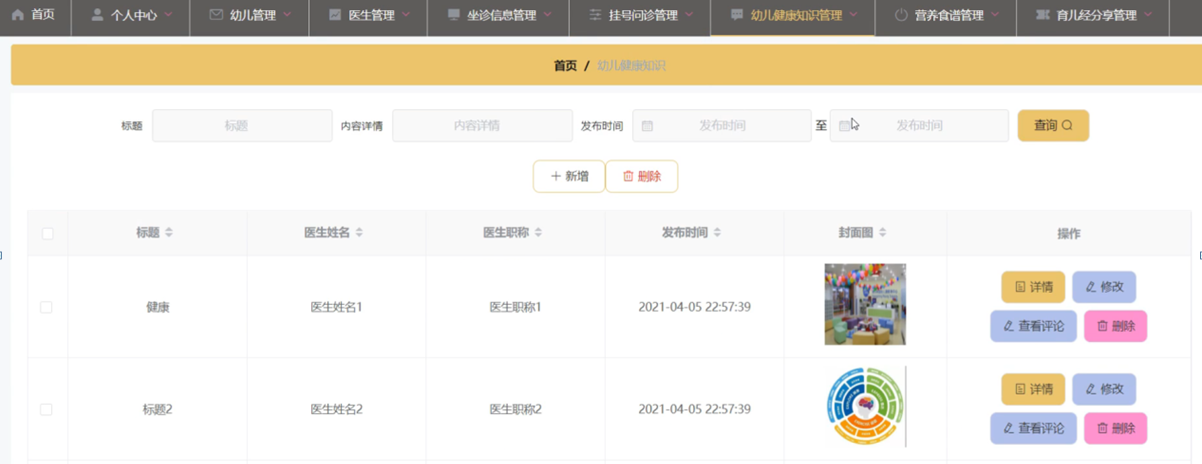 首页 个人中心 幼儿管理 医生管理 坐诊信息管理 挂号问诊管理 幼儿健康知识管理 营养食谱管理 育儿经分享管理
首页 / 幼儿健康知识
标题 标题 内容详情 内容详情 发布时间 发布时间 至 发布时间 查询
新增 删除
标题 医生姓名 医生职称 发布时间 封面图 操作
健康 医生姓名1 医生职称1 2021-04-05 22:57:39 详情 修改
查看评论 删除
标题2 医生姓名2 医生职称2 2021-04-05 22:57:39 详情 修改
查看评论 删除